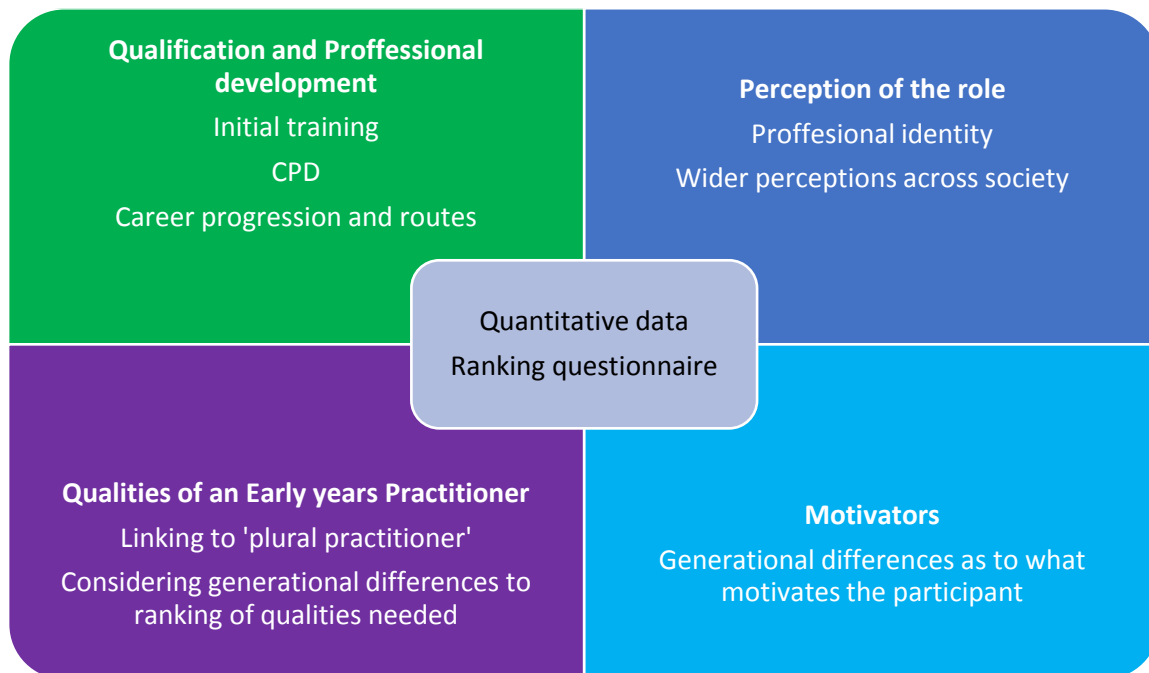 Qualification and Proffessional
development
Initial training
CPD
Career progression and routes
Perception of the role
Proffesional identity
Wider perceptions across society
Quantitative data
Ranking questionnaire
Qualities of an Early years Practitioner
Linking to 'plural practitioner'
Considering generational differences to
ranking of qualities needed
Motivators
Generational differences as to what
motivates the participant